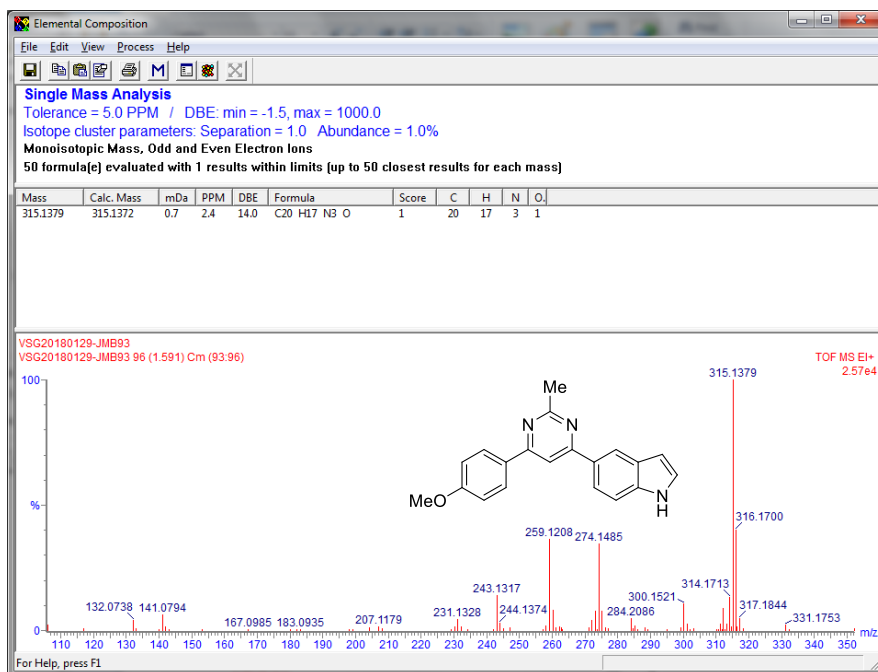 Elemental Composition
File Edit View Process Help
M
Single Mass Analysis
Tolerance = 5.0 PPM / DBE: min = -1.5, max = 1000.0
Isotope cluster parameters: Separation = 1.0 Abundance = 1.0%
Monoisotopic Mass, Odd and Even Electron Ions
50 formula(e) evaluated with 1 results within limits (up to 50 closest results for each mass)
Mass Calc. Mass mDa PPM DBE Formula Score C H N O.
315.1379 315.1372 0.7 2.4 14.0 C20 H17 N3 O 1 20 17 3 1
VSG20180129-JMB93
VSG20180129-JMB93 96 (1.591) Cm (93:96)
TOF MS EI+
2.57e4
315.1379
100
Me
N N
MeO
N
H
%
316.1700
259.1208
274.1485
243.1317
314.1713
300.1521
132.0738
141.0794
231.1328
244.1374
284.2086
317.1844
167.0985
183.0935
207.1179
331.1753
0
m/z
110 120 130 140 150 160 170 180 190 200 210 220 230 240 250 260 270 280 290 300 310 320 330 340 350
For Help, press F1